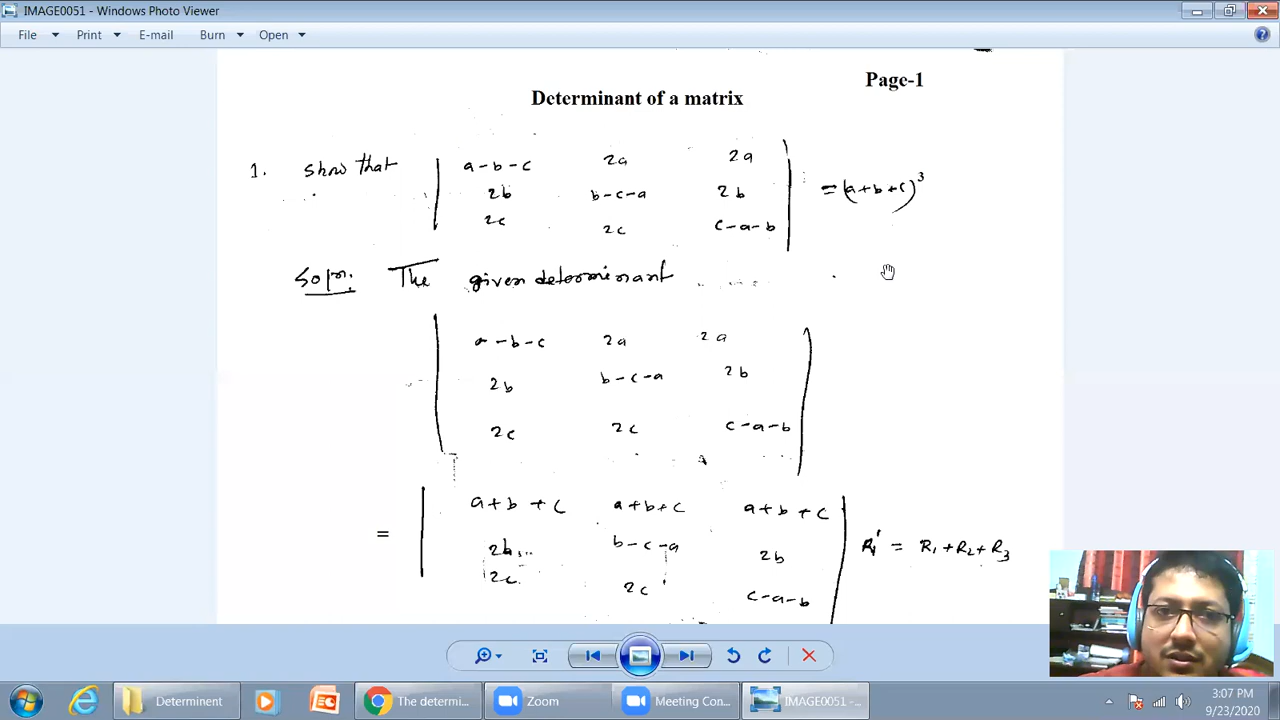 IMAGE0051 - Windows Photo Viewer
File Print E-mail Burn Open
Page-1
Determinant of a matrix
1. show that | a-b-c 2a 2a |
| 2b b-c-a 2b | = (a+b+c)³
| 2c 2c c-a-b |
Soln. The given determinant
| a-b-c 2a 2a |
| 2b b-c-a 2b |
| 2c 2c c-a-b |
| a+b+c a+b+c a+b+c |
= | 2b b-c-a 2b | R₁' = R₁+R₂+R₃
| 2c 2c c-a-b |
Determinent The determi... Zoom Meeting Con... IMAGE0051 -...
3:07 PM
9/23/2020